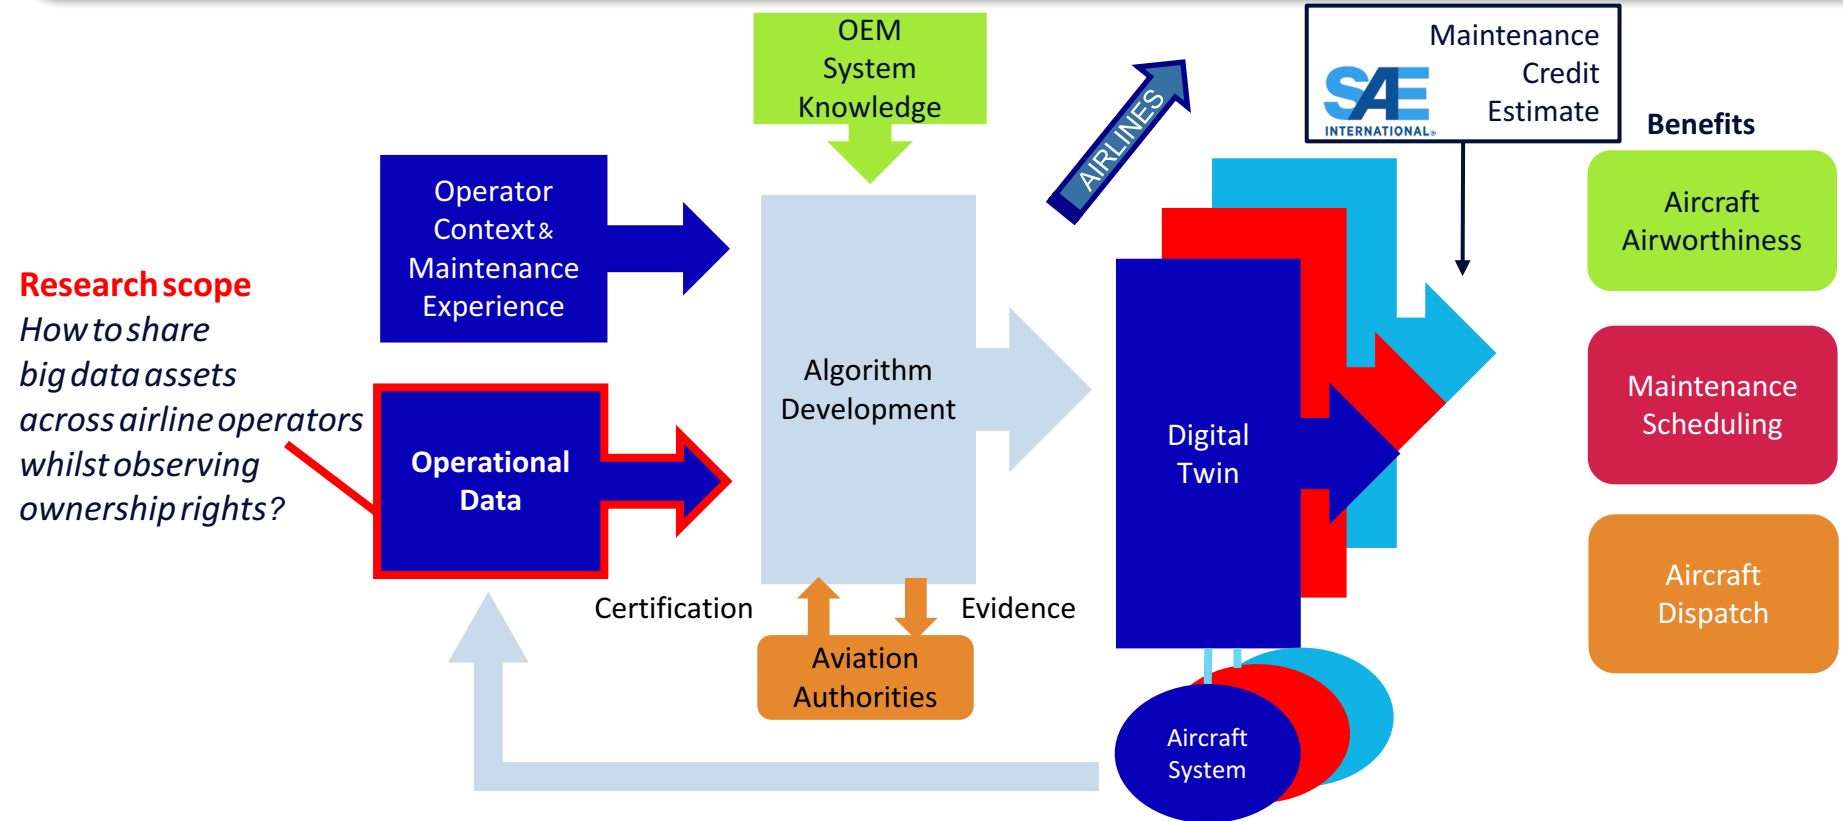 OEM
System
Knowledge
AIRLINES
Maintenance
Credit
Estimate
SAE
INTERNATIONAL®
Benefits
Operator
Context &
Maintenance
Experience
Aircraft
Airworthiness
Research scope
How to share
big data assets
across airline operators
whilst observing
ownership rights?
Operational
Data
Algorithm
Development
Digital
Twin
Maintenance
Scheduling
Aircraft
Dispatch
Certification
Evidence
Aviation
Authorities
Aircraft
System